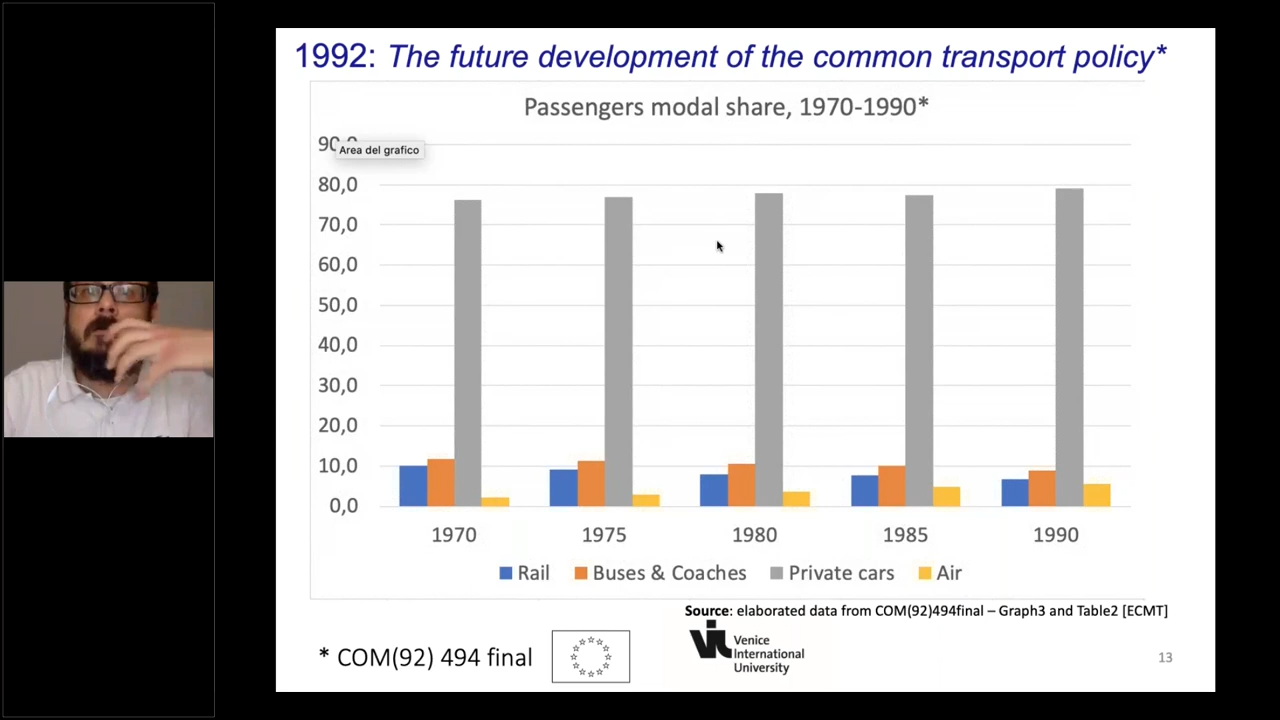 1992: The future development of the common transport policy*
Passengers modal share, 1970-1990*
Area del grafico
80,0
70,0
60,0
50,0
40,0
30,0
20,0
10,0
0,0
1970 1975 1980 1985 1990
Rail Buses & Coaches Private cars Air
Source: elaborated data from COM(92)494final – Graph3 and Table2 [ECMT]
* COM(92) 494 final
Venice
International
University
13